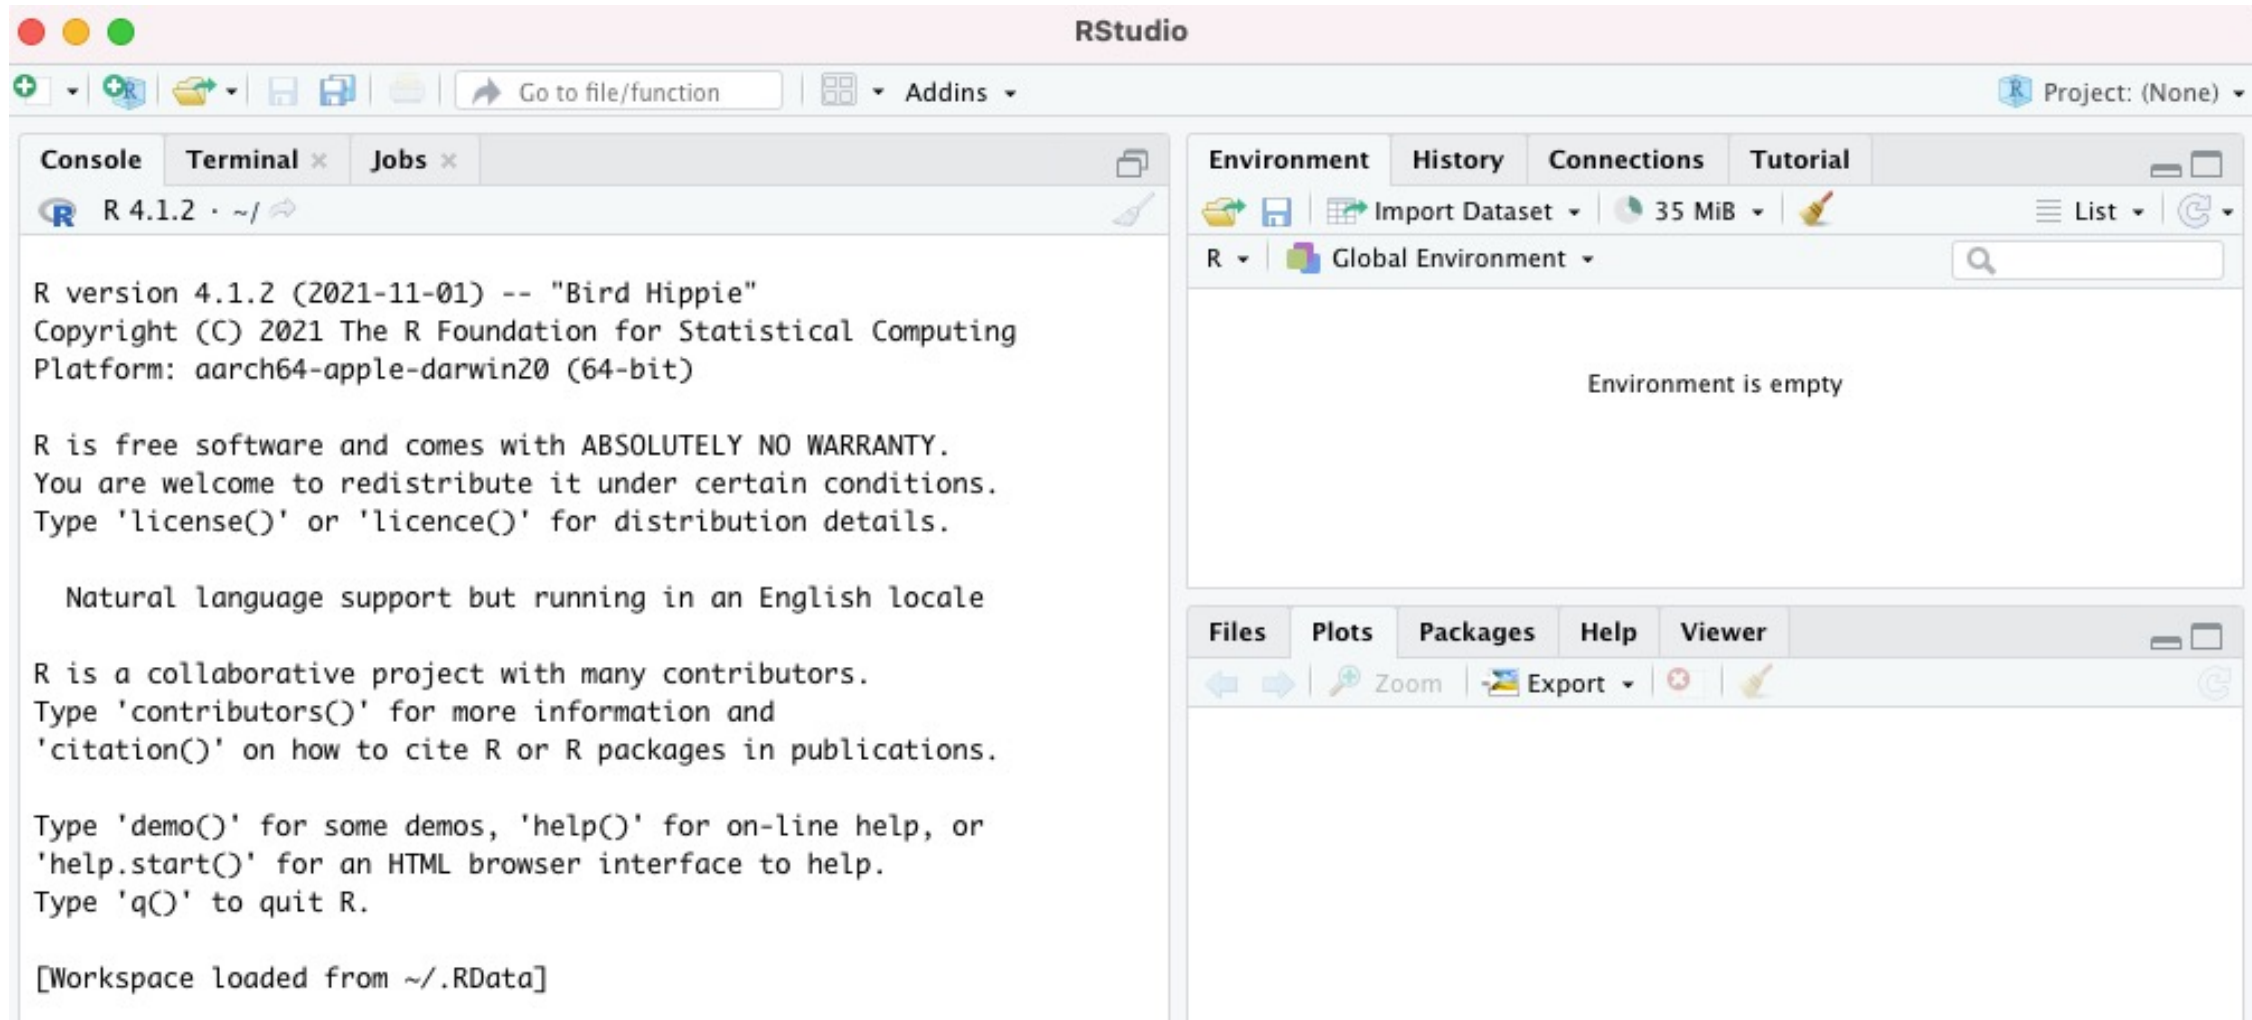 RStudio
Go to file/function
Addins
Project: (None)
Console Terminal Jobs
R 4.1.2 · ~/
R version 4.1.2 (2021-11-01) -- "Bird Hippie"
Copyright (C) 2021 The R Foundation for Statistical Computing
Platform: aarch64-apple-darwin20 (64-bit)
R is free software and comes with ABSOLUTELY NO WARRANTY.
You are welcome to redistribute it under certain conditions.
Type 'license()' or 'licence()' for distribution details.
Natural language support but running in an English locale
R is a collaborative project with many contributors.
Type 'contributors()' for more information and
'citation()' on how to cite R or R packages in publications.
Type 'demo()' for some demos, 'help()' for on-line help, or
'help.start()' for an HTML browser interface to help.
Type 'q()' to quit R.
[Workspace loaded from ~/.RData]
Environment History Connections Tutorial
Import Dataset 35 MiB List
R Global Environment
Environment is empty
Files Plots Packages Help Viewer
Zoom Export